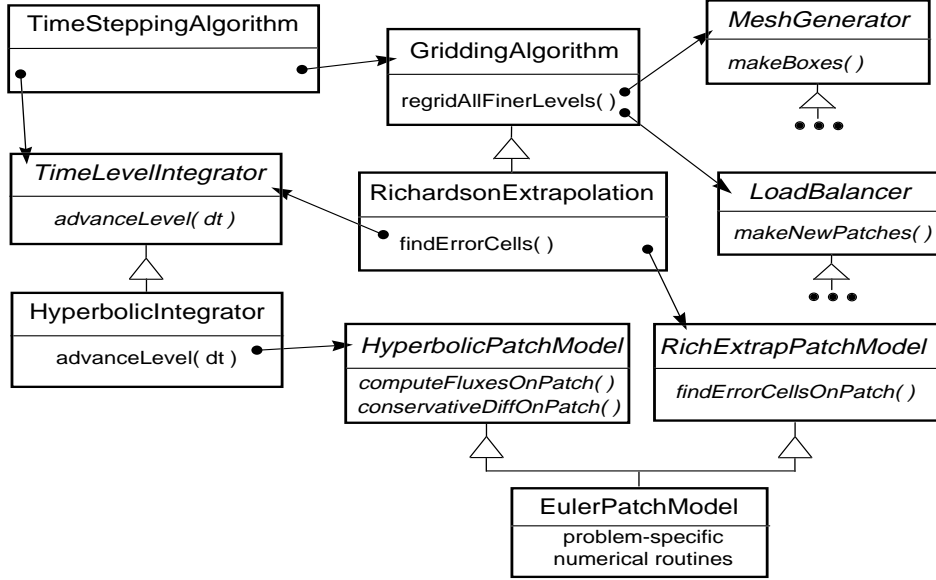 TimeSteppingAlgorithm
GriddingAlgorithm
regridAllFinerLevels( )
MeshGenerator
makeBoxes( )
TimeLevelIntegrator
advanceLevel( dt )
RichardsonExtrapolation
findErrorCells( )
LoadBalancer
makeNewPatches( )
HyperbolicIntegrator
advanceLevel( dt )
HyperbolicPatchModel
computeFluxesOnPatch( )
conservativeDiffOnPatch( )
RichExtrapPatchModel
findErrorCellsOnPatch( )
EulerPatchModel
problem-specific
numerical routines